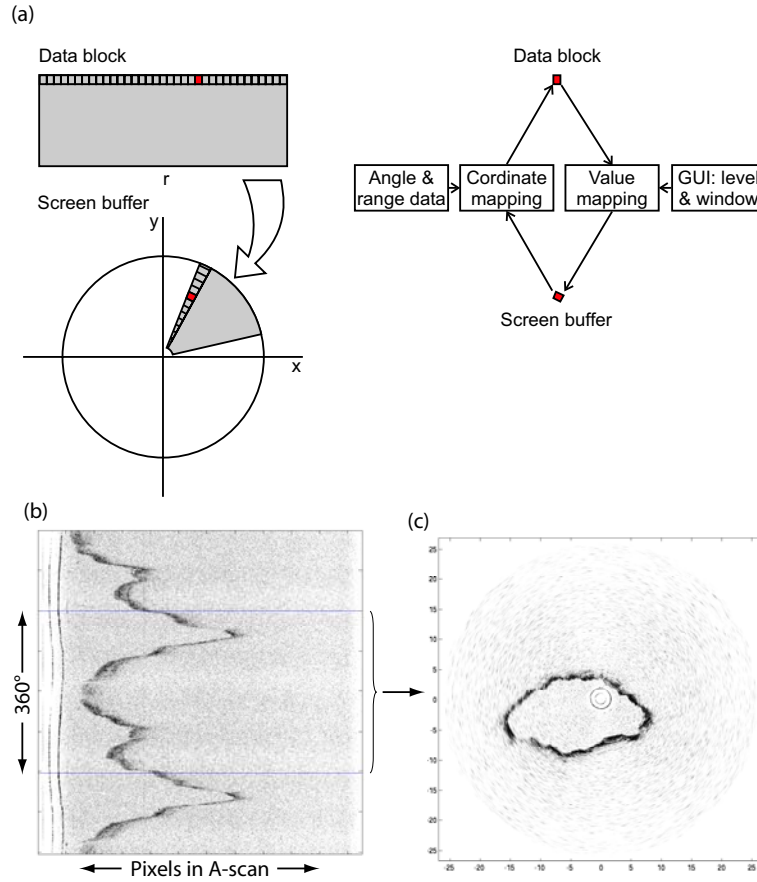 (a)
Data block
r
Screen buffer
y
x
Data block
Angle &
range data
Cordinate
mapping
Value
mapping
GUI: level
& window
Screen buffer
(b)
360°
Pixels in A-scan
(c)
25
20
15
10
5
0
-5
-10
-15
-20
-25
-25
-20
-15
-10
-5
0
5
10
15
20
25